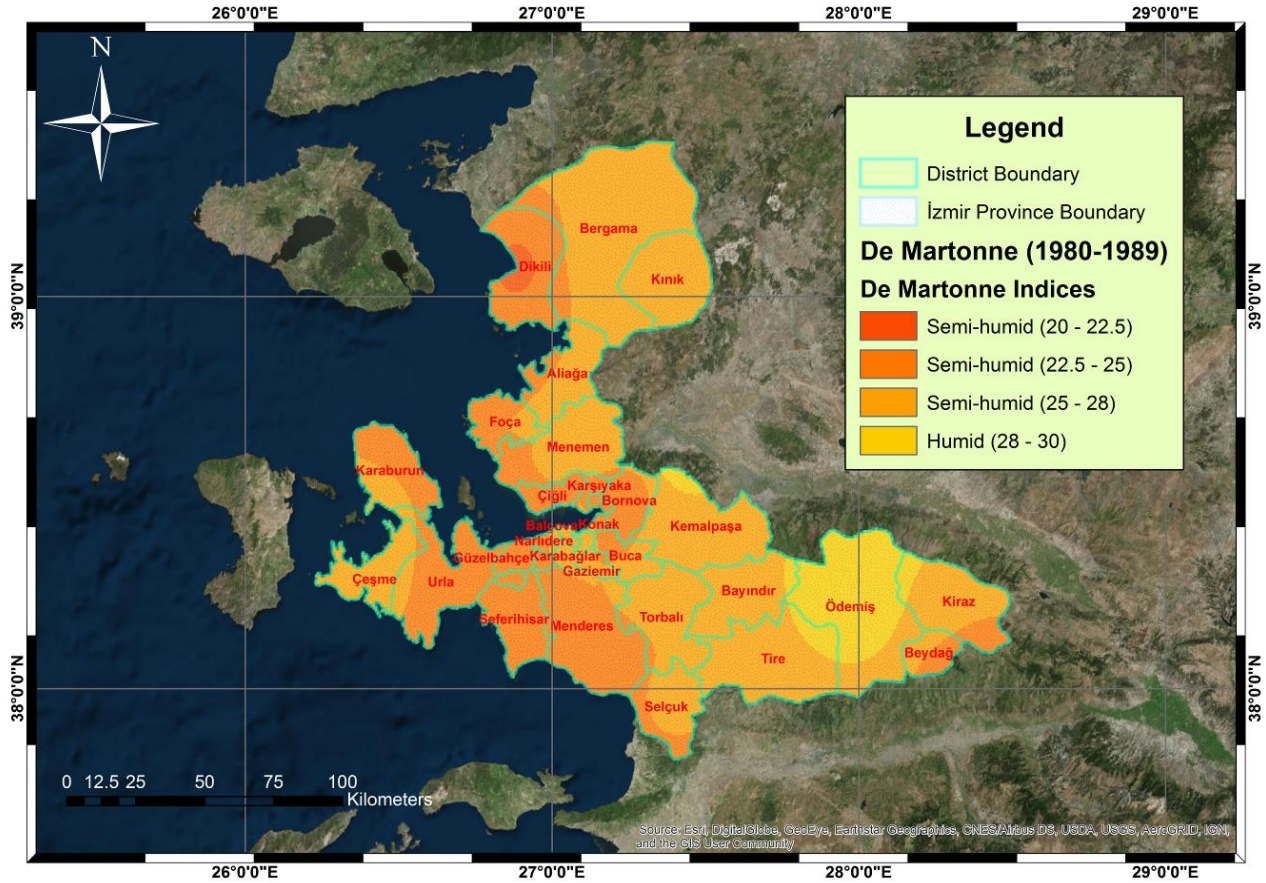 26°0'0"E 27°0'0"E 28°0'0"E 29°0'0"E
N
39°0'0"N
39°0'0"N
38°0'0"N
38°0'0"N
Legend
District Boundary
İzmir Province Boundary
De Martonne (1980-1989)
De Martonne Indices
Semi-humid (20 - 22.5)
Semi-humid (22.5 - 25)
Semi-humid (25 - 28)
Humid (28 - 30)
Bergama
Dikili
Kınık
Aliağa
Foça
Menemen
Karaburun
Karşıyaka
Çiğli
Bornova
Balçova
Konak
Kemalpaşa
Narlıdere
Güzelbahçe
Karabağlar
Buca
Gaziemir
Çeşme
Urla
Bayındır
Ödemiş
Kiraz
Seferihisar
Menderes
Torbalı
Tire
Beydağ
Selçuk
0 12.5 25 50 75 100
Kilometers
Source: Esri, DigitalGlobe, GeoEye, Earthstar Geographics, CNES/Airbus DS, USDA, USGS, AeroGRID, IGN,
and the GIS User Community
26°0'0"E 27°0'0"E 28°0'0"E 29°0'0"E